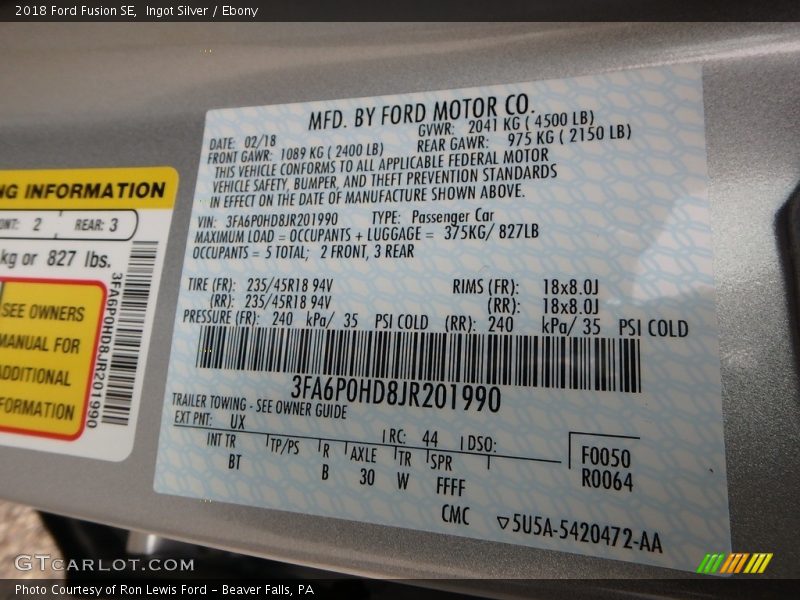 2018 Ford Fusion SE,  Ingot Silver / Ebony
MFD. BY FORD MOTOR CO.
DATE: 02/18
GVWR: 2041 KG ( 4500 LB)
FRONT GAWR: 1089 KG ( 2400 LB)
REAR GAWR: 975 KG ( 2150 LB)
THIS VEHICLE CONFORMS TO ALL APPLICABLE FEDERAL MOTOR
VEHICLE SAFETY, BUMPER, AND THEFT PREVENTION STANDARDS
IN EFFECT ON THE DATE OF MANUFACTURE SHOWN ABOVE.
VIN: 3FA6P0HD8JR201990 TYPE: Passenger Car
MAXIMUM LOAD = OCCUPANTS + LUGGAGE = 375KG/ 827LB
OCCUPANTS = 5 TOTAL; 2 FRONT, 3 REAR
TIRE (FR): 235/45R18 94V RIMS (FR): 18x8.0J
(RR): 235/45R18 94V (RR): 18x8.0J
PRESSURE (FR): 240 kPa/ 35 PSI COLD (RR): 240 kPa/ 35 PSI COLD
3FA6P0HD8JR201990
TRAILER TOWING - SEE OWNER GUIDE
EXT PNT: UX RC: 44 DSO:
INT TR TP/PS R AXLE TR SPR
BT B 30 W FFFF
F0050
R0064
CMC ▽5U5A-5420472-AA
NG INFORMATION
ONT: 2 REAR: 3
kg or 827 lbs.
SEE OWNERS
MANUAL FOR
ADDITIONAL
FORMATION
3FA6P0HD8JR201990
GTCARLOT.COM
Photo Courtesy of Ron Lewis Ford - Beaver Falls, PA